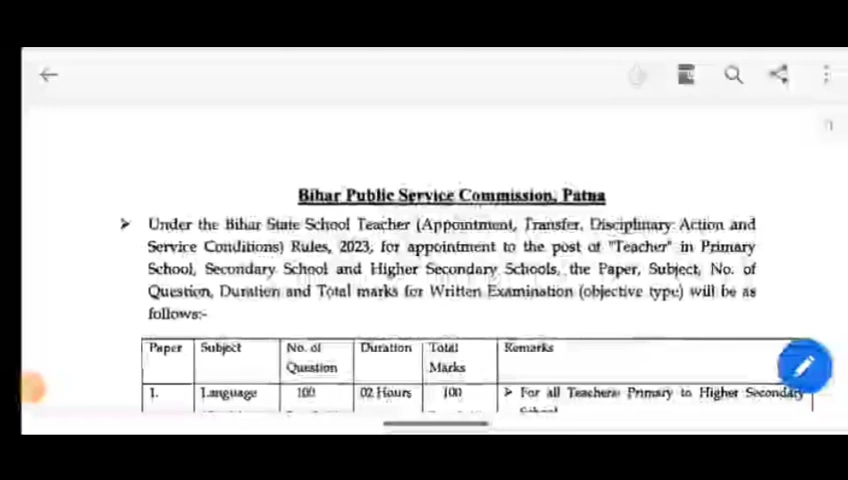 Bihar Public Service Commission, Patna
➢ Under the Bihar State School Teacher (Appointment, Transfer, Disciplinary Action and
Service Conditions) Rules, 2023, for appointment to the post of "Teacher" in Primary
School, Secondary School and Higher Secondary Schools, the Paper, Subject, No. of
Question, Duration and Total marks for Written Examination (objective type) will be as
follows:-
Paper Subject No. of Question Duration Total Marks Remarks
1. Language 100 02 Hours 100 ➢ For all Teachers Primary to Higher Secondary